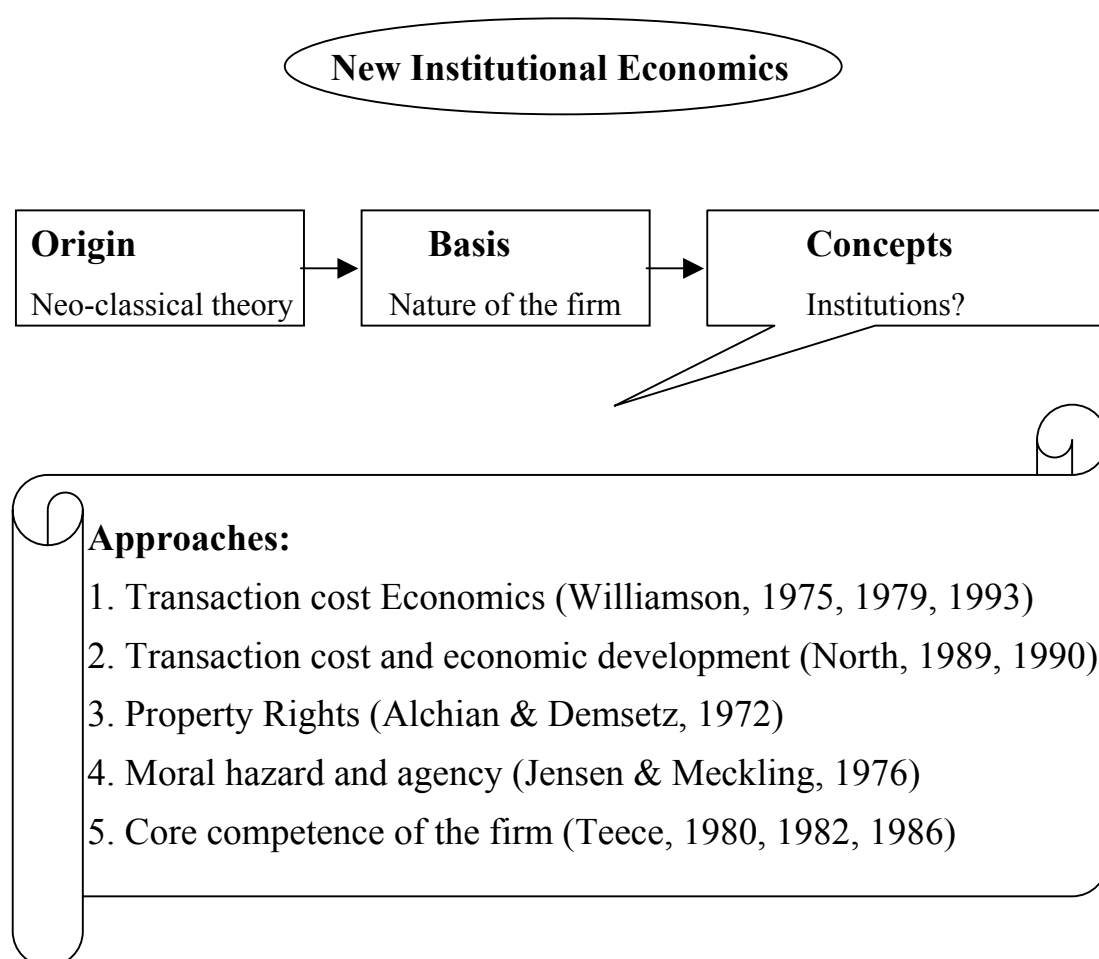 New Institutional Economics
Origin
Neo-classical theory
Basis
Nature of the firm
Concepts
Institutions?
Approaches:
1. Transaction cost Economics (Williamson, 1975, 1979, 1993)
2. Transaction cost and economic development (North, 1989, 1990)
3. Property Rights (Alchian & Demsetz, 1972)
4. Moral hazard and agency (Jensen & Meckling, 1976)
5. Core competence of the firm (Teece, 1980, 1982, 1986)